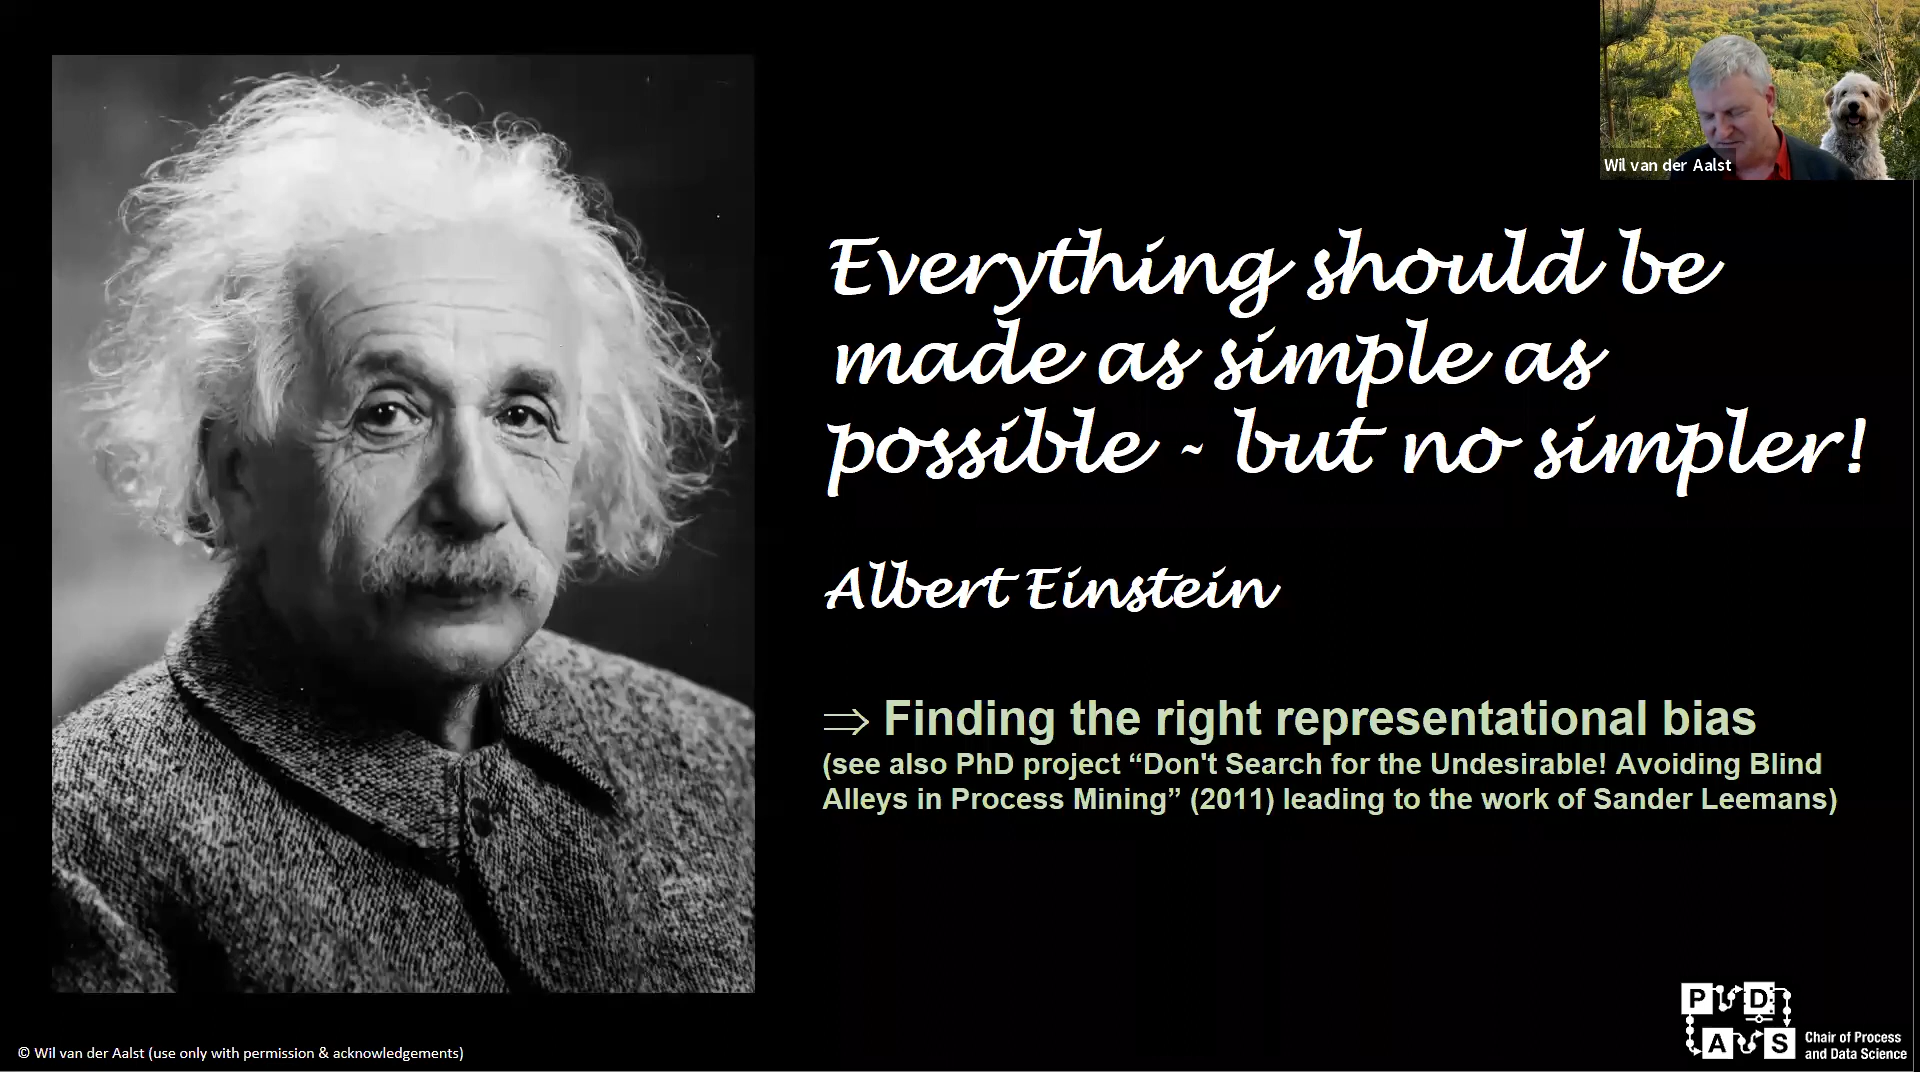 Wil van der Aalst
Everything should be
made as simple as
possible - but no simpler!
Albert Einstein
⇒ Finding the right representational bias
(see also PhD project “Don't Search for the Undesirable! Avoiding Blind
Alleys in Process Mining” (2011) leading to the work of Sander Leemans)
P D
A S
Chair of Process
and Data Science
© Wil van der Aalst (use only with permission & acknowledgements)